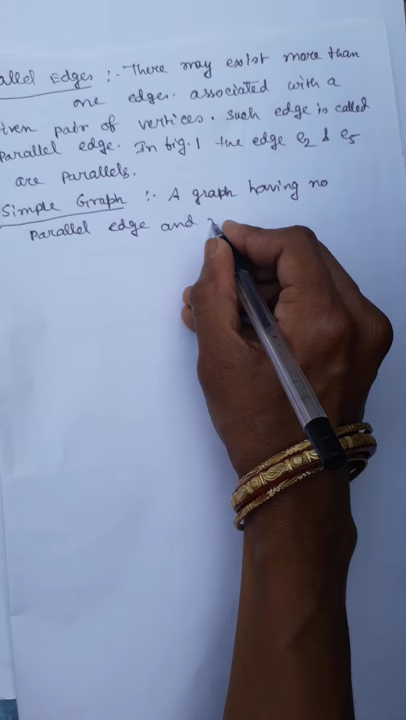 allel Edges :- There may exist more than
one edges. associated with a
iven pair of vertices. Such edge is called
Parallel edge. In fig.1 the edge e₂ & e₅
are parallels.
Simple Graph :- A graph having no
Parallel edge and